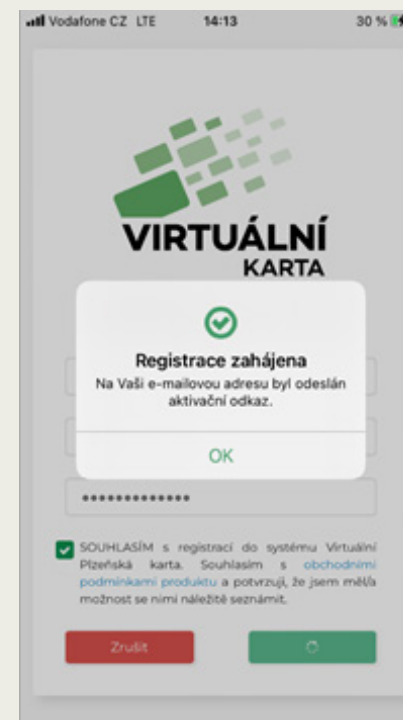 Vodafone CZ LTE 14:13 30 %
VIRTUÁLNÍ
KARTA
Registrace zahájena
Na Vaši e-mailovou adresu byl odeslán
aktivační odkaz.
OK
•••••••••••••
SOUHLASÍM s registrací do systému Virtuální
Plzeňská karta. Souhlasím s obchodními
podmínkami produktu a potvrzuji, že jsem měl/a
možnost se nimi náležitě seznámit.
Zrušit